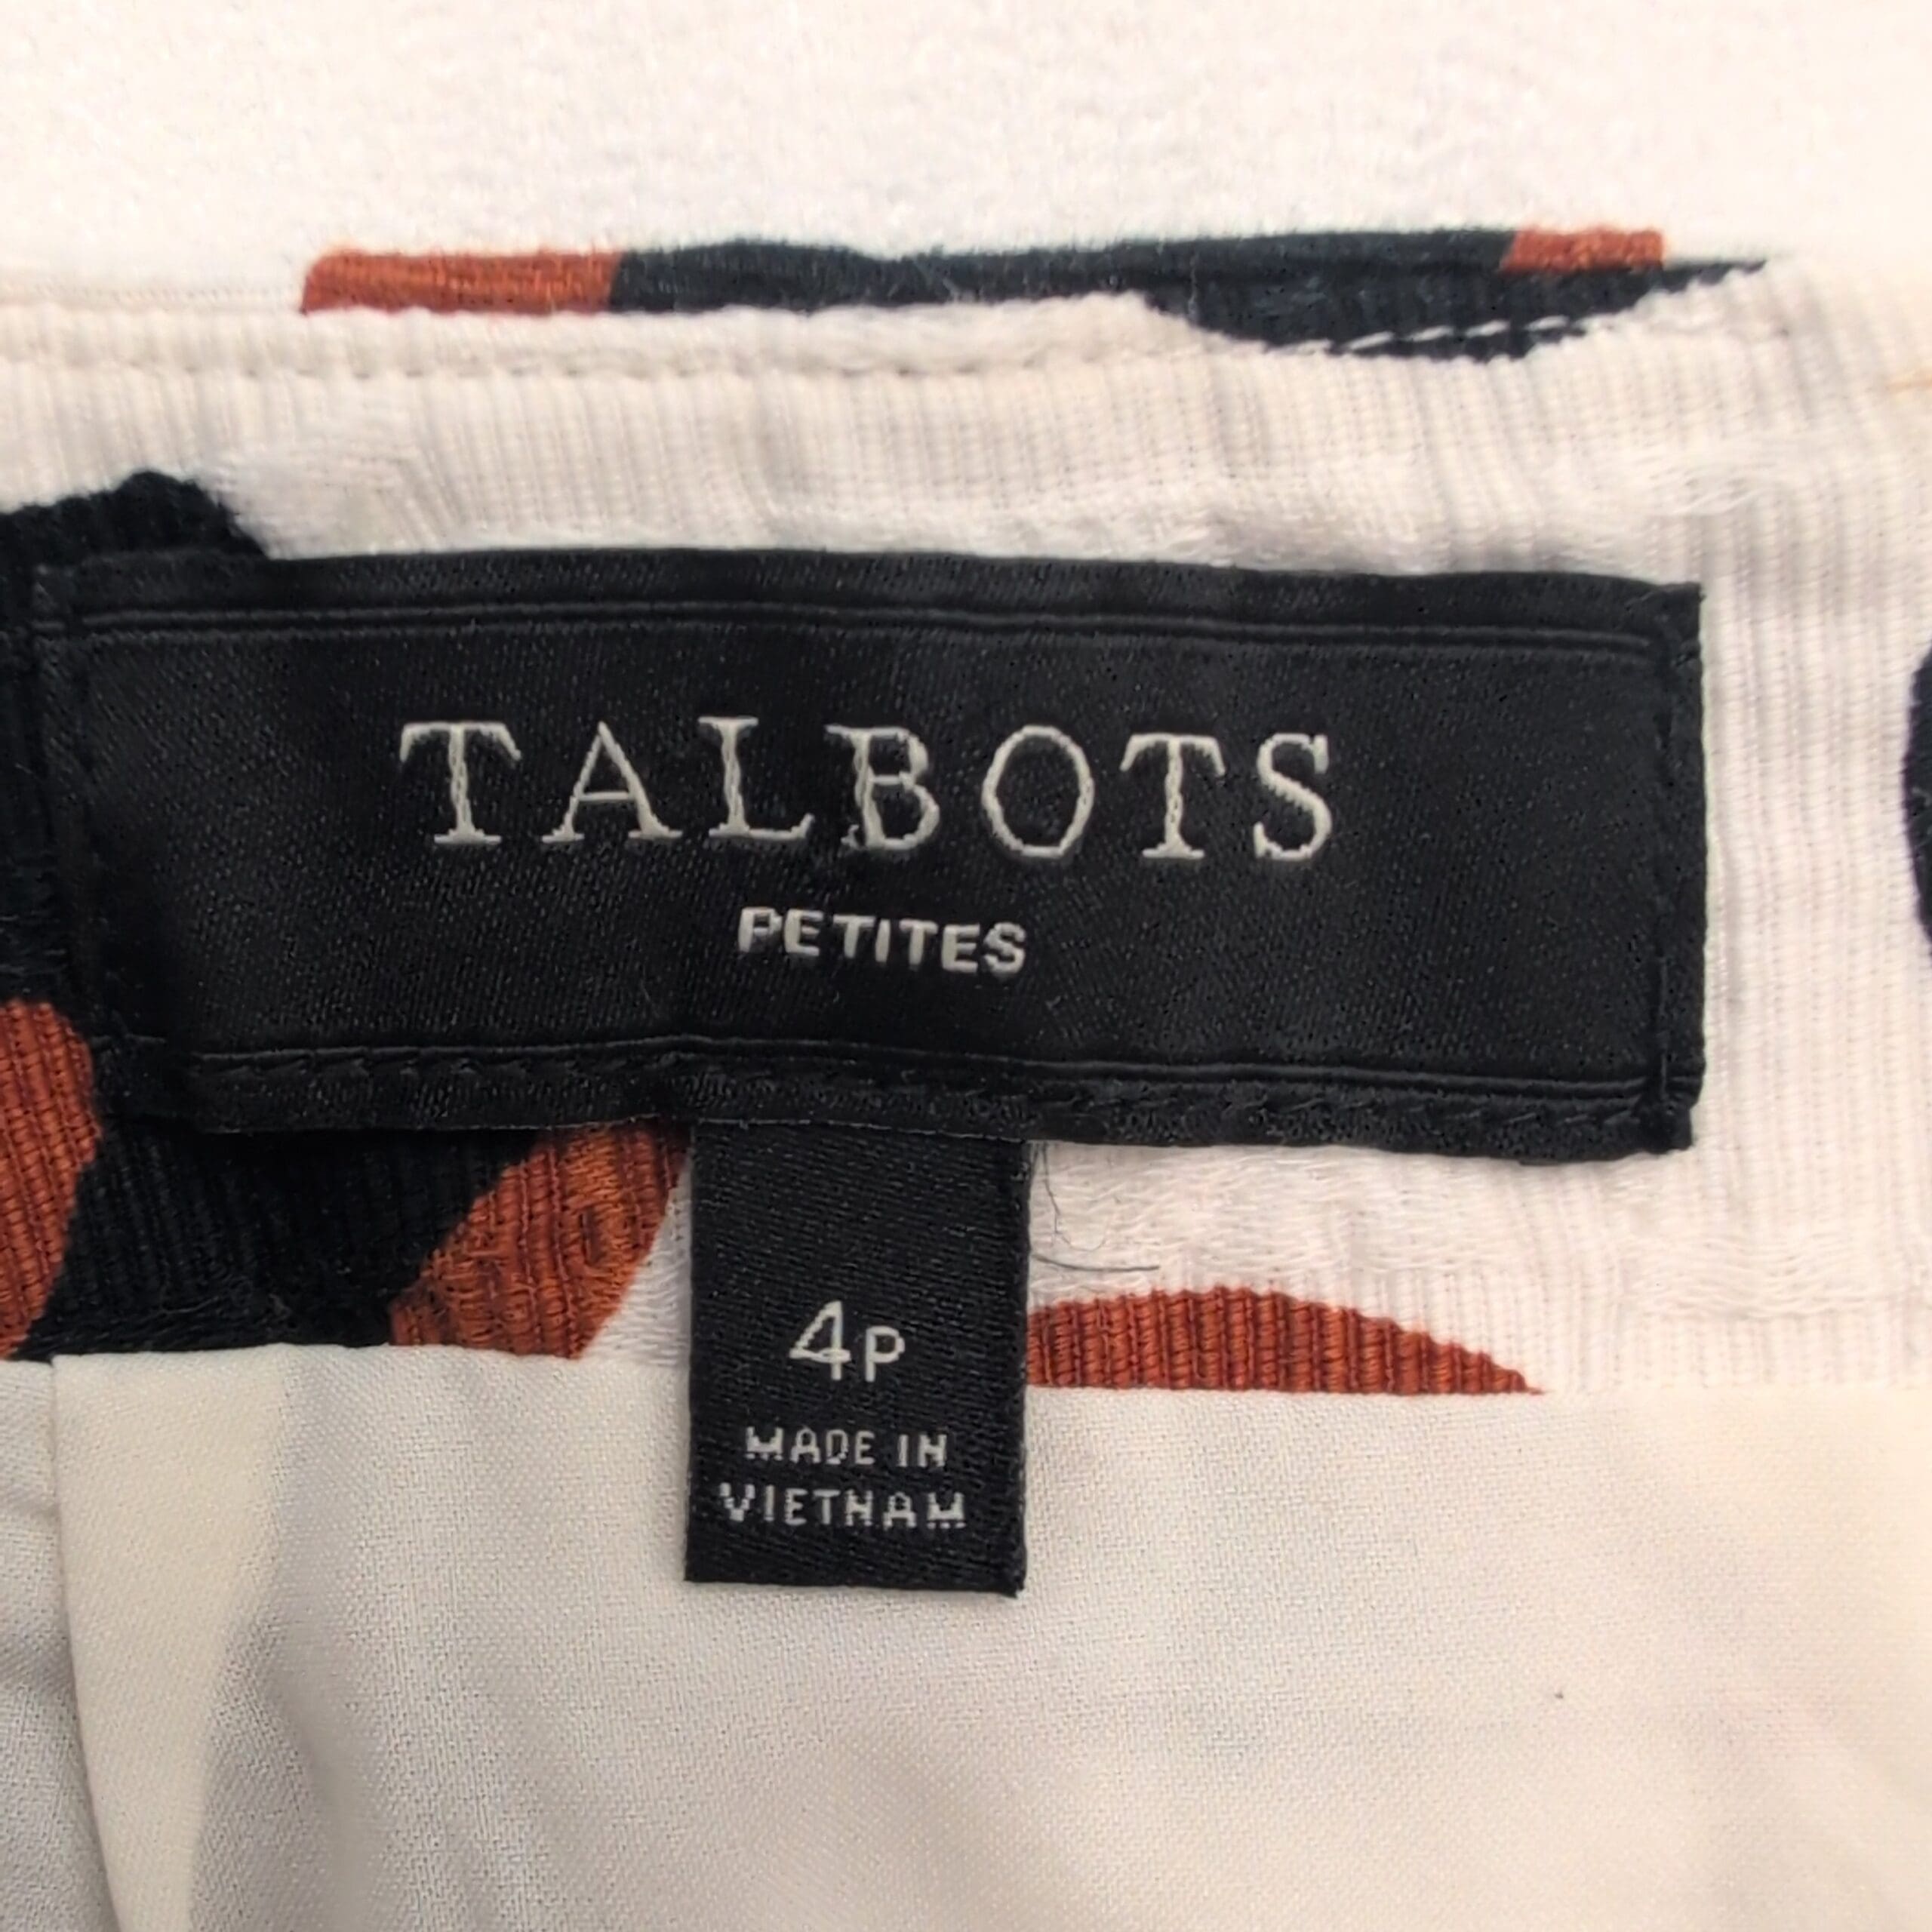 TALBOTS
PETITES
4P
MADE IN
VIETNAM